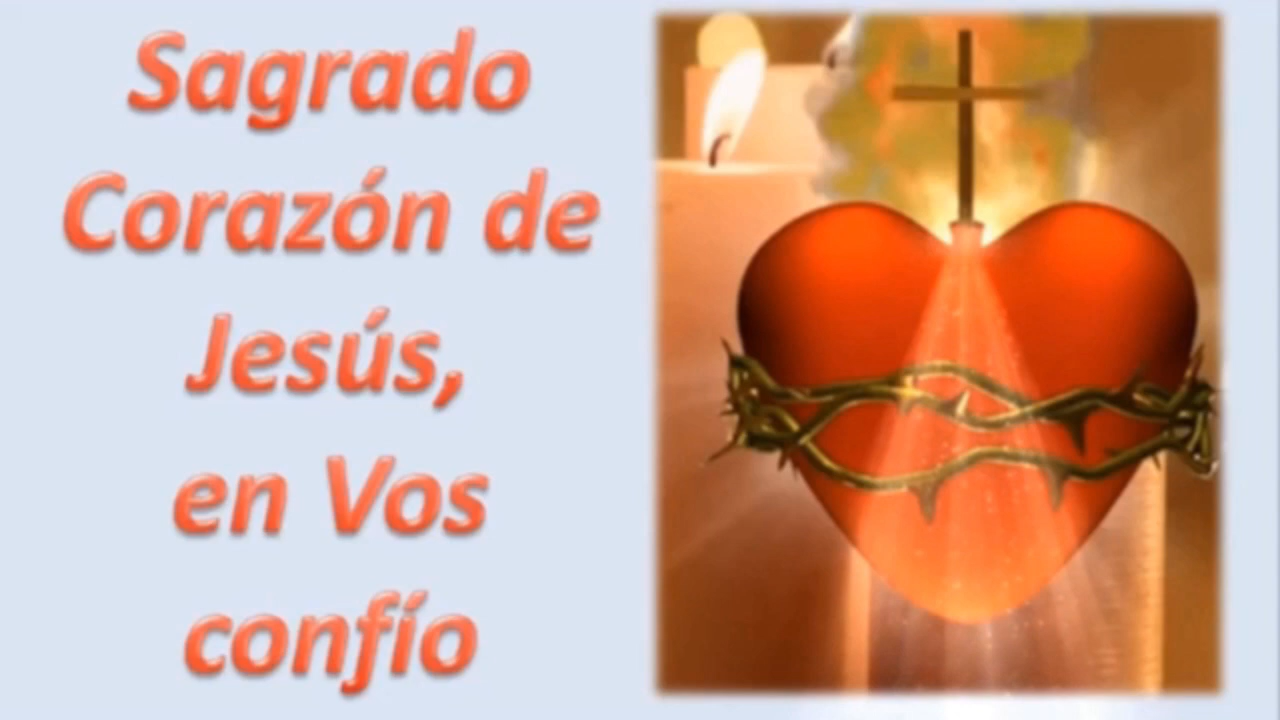 Sagrado
Corazón de
Jesús,
en Vos
confío